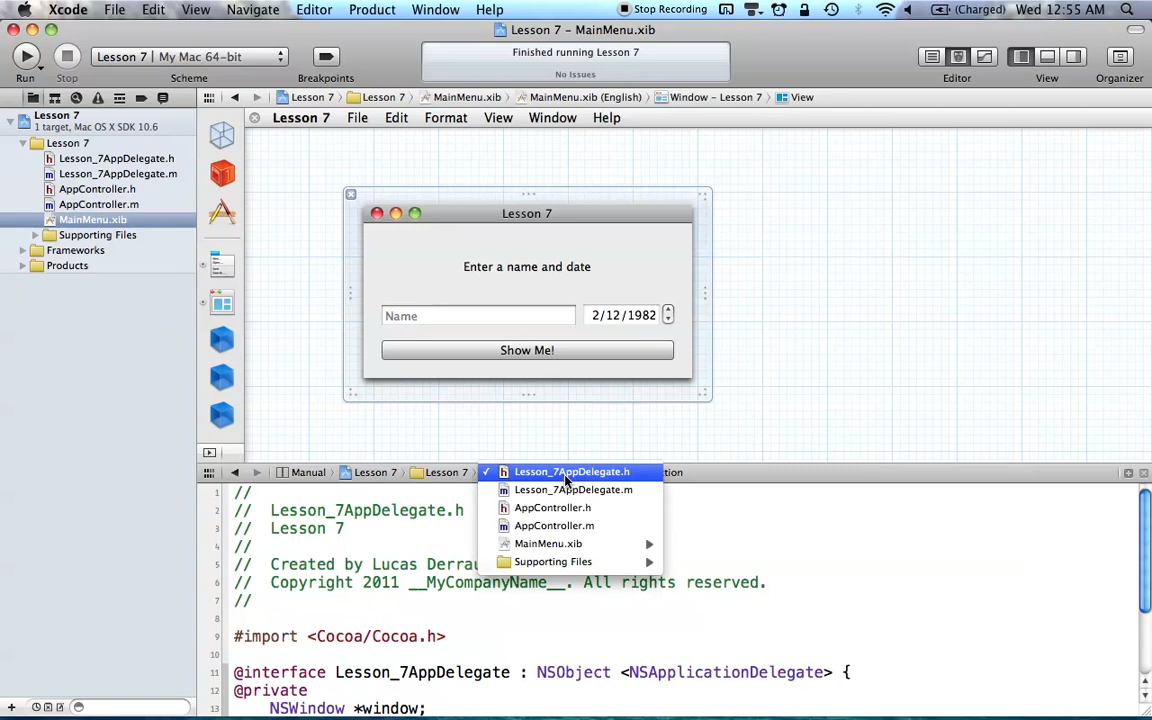 Xcode File Edit View Navigate Editor Product Window Help Stop Recording (Charged) Wed 12:55 AM
Lesson 7 – MainMenu.xib
Lesson 7 | My Mac 64-bit
Finished running Lesson 7
No Issues
Run Stop Scheme Breakpoints Editor View Organizer
Lesson 7 Lesson 7 MainMenu.xib MainMenu.xib (English) Window – Lesson 7 View
Lesson 7
1 target, Mac OS X SDK 10.6
Lesson 7
Lesson_7AppDelegate.h
Lesson_7AppDelegate.m
AppController.h
AppController.m
MainMenu.xib
Supporting Files
Frameworks
Products
Lesson 7 File Edit Format View Window Help
Lesson 7
Enter a name and date
Name 2/12/1982
Show Me!
Manual Lesson 7 Lesson 7 ction
Lesson_7AppDelegate.h
Lesson_7AppDelegate.m
AppController.h
AppController.m
MainMenu.xib
Supporting Files
1 //
2 // Lesson_7AppDelegate.h
3 // Lesson 7
4 //
5 // Created by Lucas Derra
6 // Copyright 2011 __MyCompanyName__. All rights reserved.
7 //
8
9 #import <Cocoa/Cocoa.h>
10
11 @interface Lesson_7AppDelegate : NSObject <NSApplicationDelegate> {
12 @private
13 NSWindow *window;